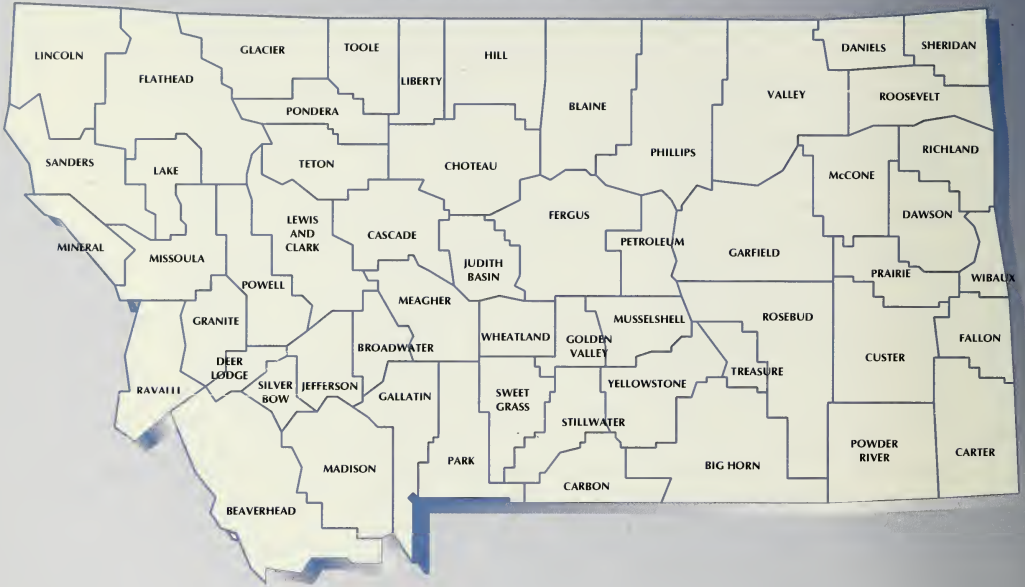 LINCOLN
FLATHEAD
GLACIER
TOOLE
LIBERTY
HILL
BLAINE
PHILLIPS
VALLEY
DANIELS
SHERIDAN
ROOSEVELT
PONDERA
SANDERS
LAKE
TETON
CHOTEAU
RICHLAND
McCONE
DAWSON
MINERAL
MISSOULA
LEWIS
AND
CLARK
CASCADE
JUDITH
BASIN
FERGUS
PETROLEUM
GARFIELD
PRAIRIE
WIBAUX
POWELL
GRANITE
MEAGHER
BROADWATER
WHEATLAND
GOLDEN
VALLEY
MUSSELSHELL
ROSEBUD
TREASURE
CUSTER
FALLON
RAVALLI
DEER
LODGE
SILVER
BOW
JEFFERSON
GALLATIN
SWEET
GRASS
STILLWATER
YELLOWSTONE
BEAVERHEAD
MADISON
PARK
CARBON
BIG HORN
POWDER
RIVER
CARTER